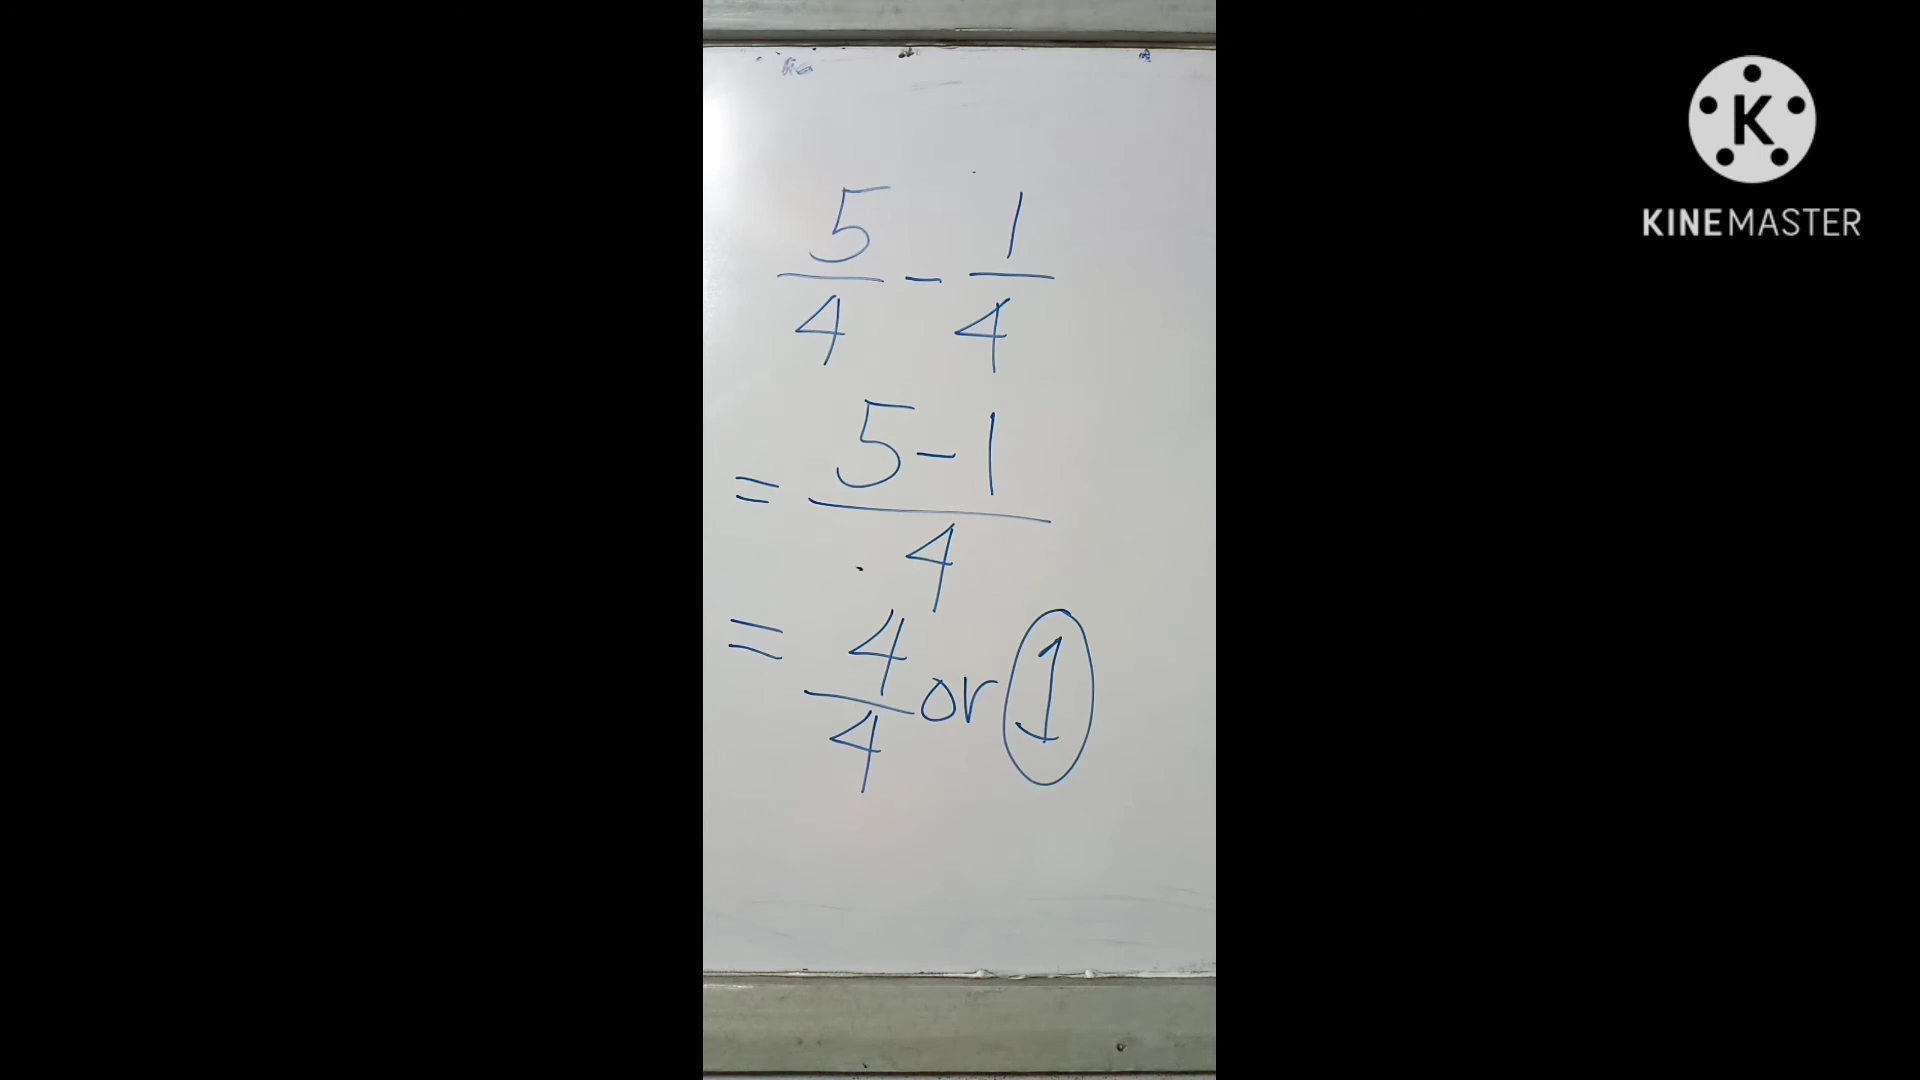 5/4 - 1/4
= 5-1/4
= 4/4 or 1
K
KINEMASTER